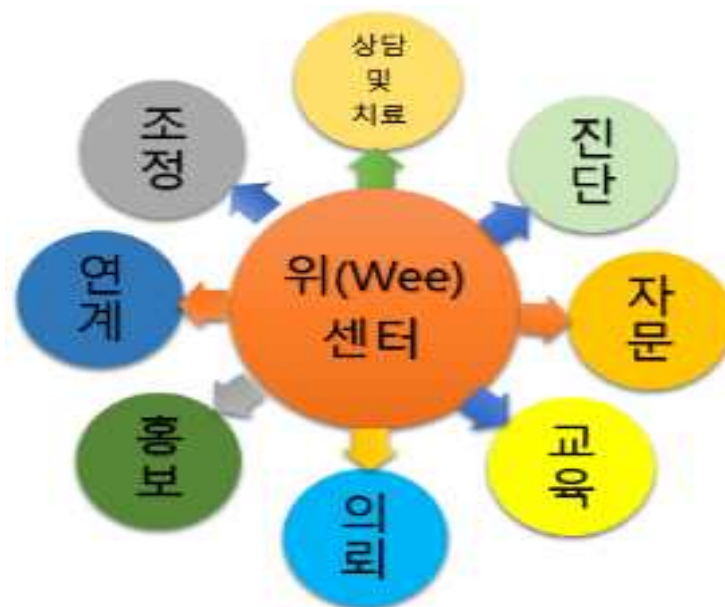 상담
및
치료
진
단
자
문
교
육
의
뢰
홍
보
연
계
조
정
위(Wee)
센터